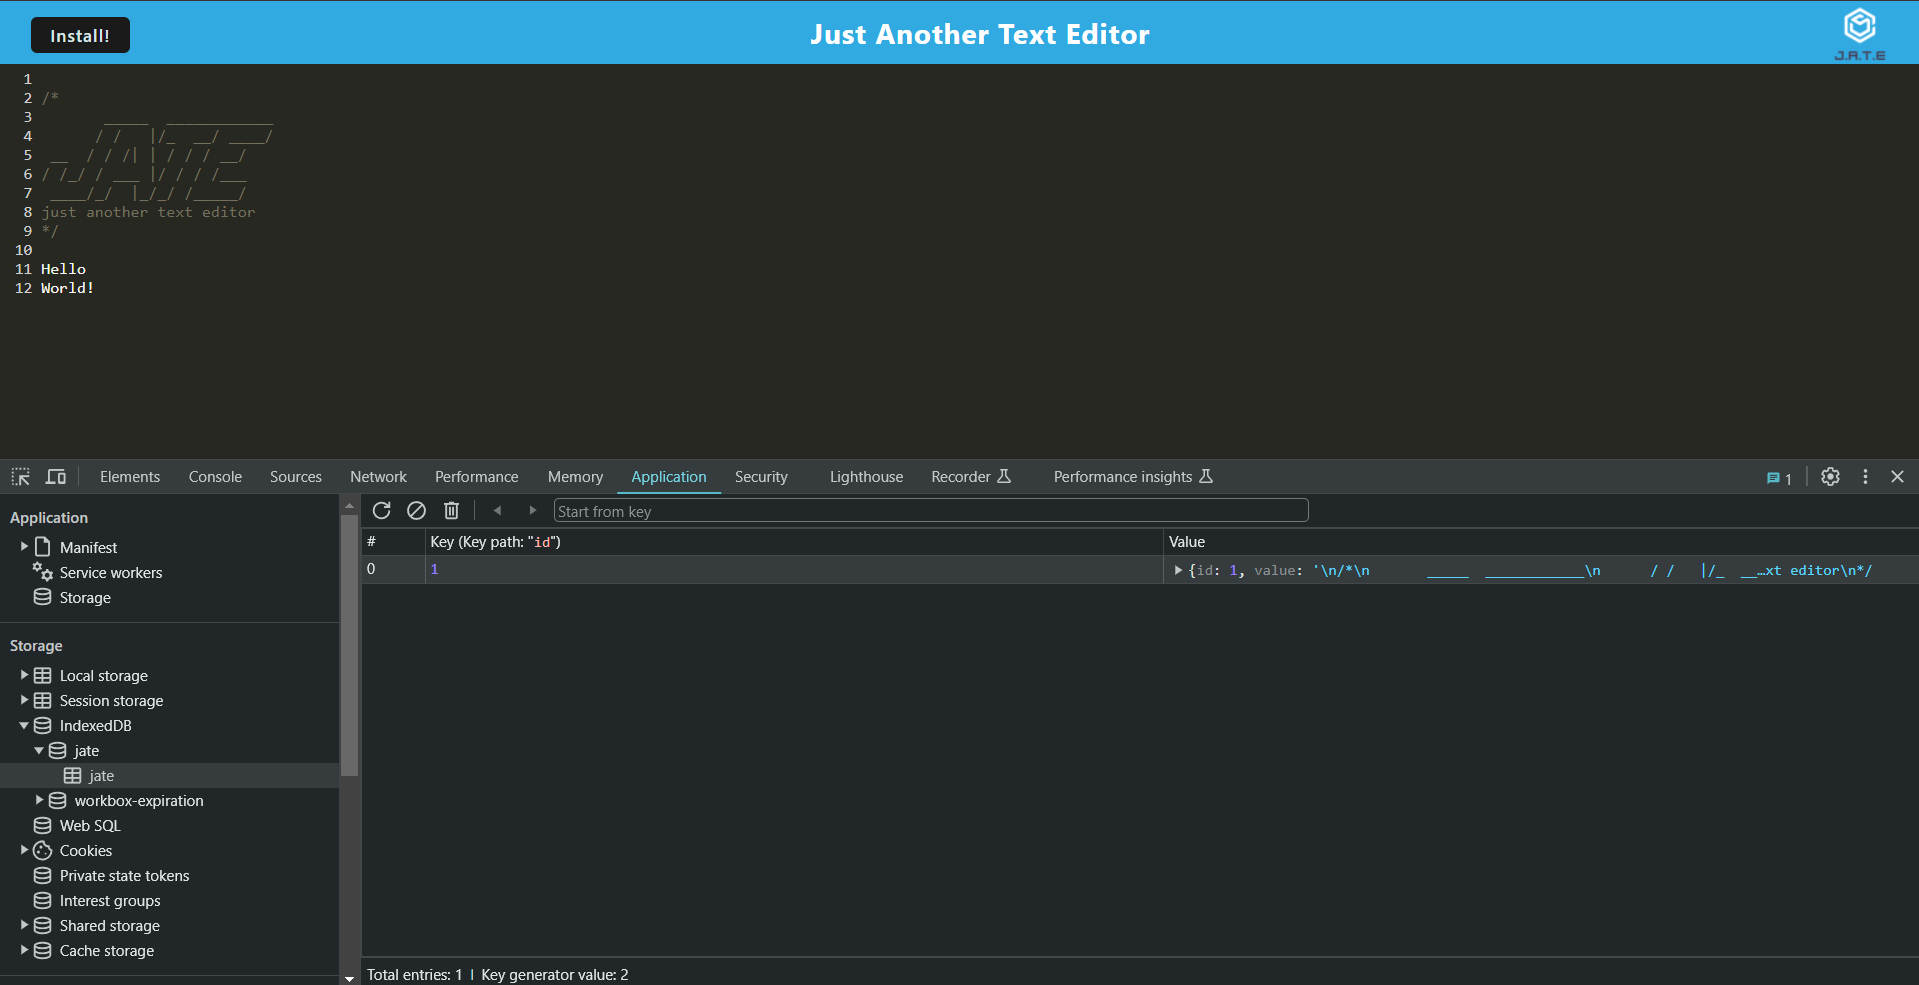 Install!
Just Another Text Editor
J.A.T.E
1
2 /*
3        _____  ____________
4       / /   |/_  __/ ____/
5  __  / / /| | / / / __/
6 / /_/ / ___ |/ / / /___
7  ____/_/  |_/_/ /_____/
8 just another text editor
9 */
10
11 Hello
12 World!
Elements Console Sources Network Performance Memory Application Security Lighthouse Recorder Performance insights 1
Application
Manifest
Service workers
Storage
Storage
Local storage
Session storage
IndexedDB
jate
jate
workbox-expiration
Web SQL
Cookies
Private state tokens
Interest groups
Shared storage
Cache storage
Start from key
# Key (Key path: "id") Value
0 1 {id: 1, value: '\n/*\n       _____  ____________\n      / /   |/_  __…xt editor\n*/
Total entries: 1 | Key generator value: 2